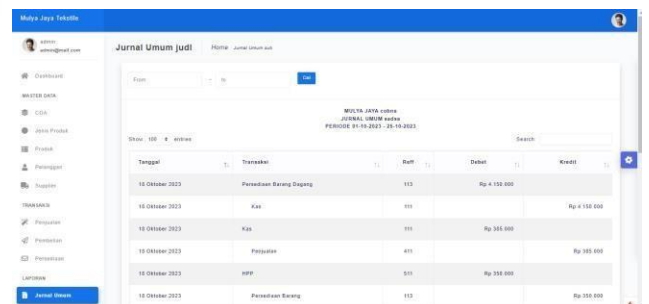 Mulya Jaya Tekstile
admin
admin@mail.com
Jurnal Umum judl
Home Jurnal Umum judl
Dashboard
MASTER DATA
COA
Jenis Produk
Produk
Pelanggan
Supplier
TRANSAKSI
Penjualan
Pembelian
Persediaan
LAPORAN
Jurnal Umum
From - to Cari
MULYA JAYA
JURNAL UMUM
PERIODE 01-10-2023 - 20-10-2023
Show 100 entries Search
Tanggal Transaksi Reff Debet Kredit
10 Oktober 2023 Persediaan Barang Dagang 113 Rp 4.150.000
10 Oktober 2023 Kas 111 Rp 4.150.000
10 Oktober 2023 Kas 111 Rp 385.000
10 Oktober 2023 Penjualan 411 Rp 385.000
10 Oktober 2023 HPP 511 Rp 350.000
10 Oktober 2023 Persediaan Barang 113 Rp 350.000